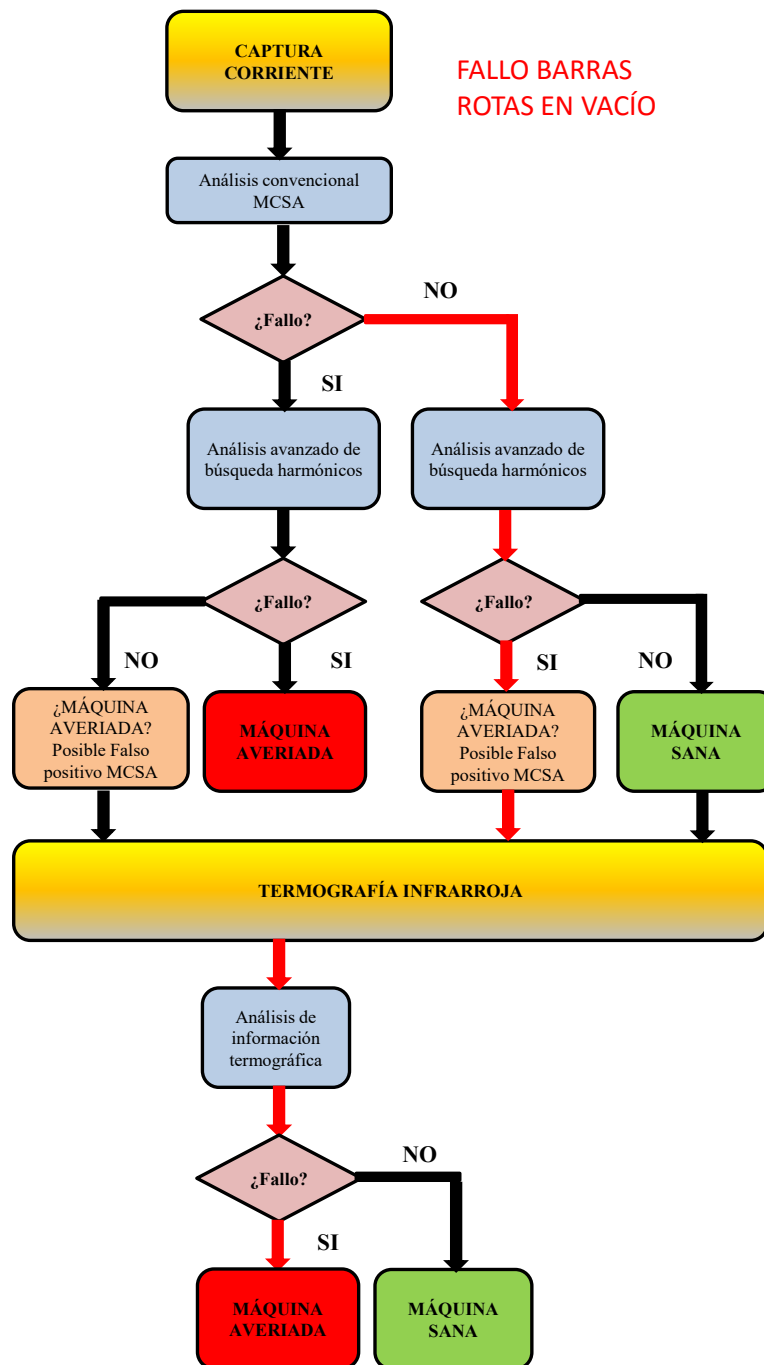 CAPTURA
CORRIENTE
FALLO BARRAS
ROTAS EN VACÍO
Análisis convencional
MCSA
¿Fallo?
NO
SI
Análisis avanzado de
búsqueda harmónicos
Análisis avanzado de
búsqueda harmónicos
¿Fallo?
¿Fallo?
NO
SI
SI
NO
¿MÁQUINA
AVERIADA?
Posible Falso
positivo MCSA
MÁQUINA
AVERIADA
¿MÁQUINA
AVERIADA?
Posible Falso
positivo MCSA
MÁQUINA
SANA
TERMOGRAFÍA INFRARROJA
Análisis de
información
termográfica
¿Fallo?
NO
SI
MÁQUINA
AVERIADA
MÁQUINA
SANA